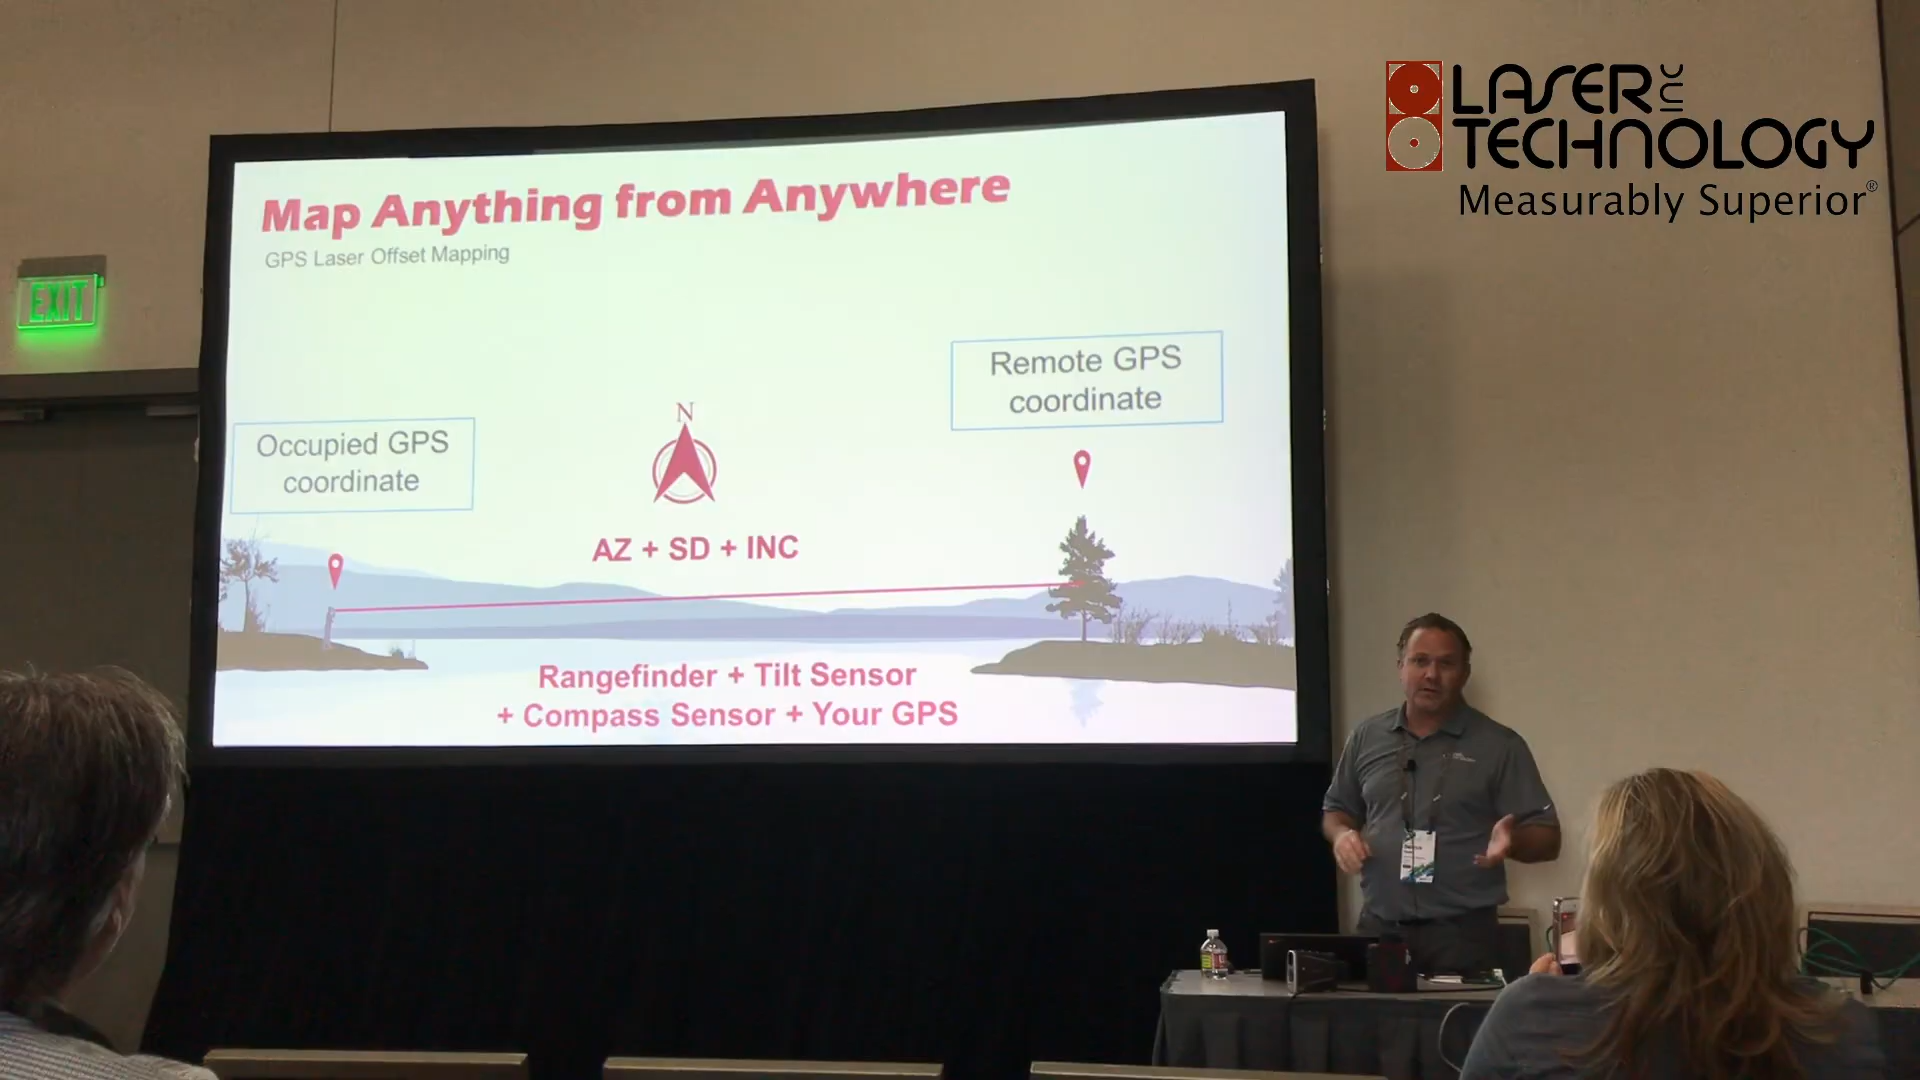 LASER INC
TECHNOLOGY
Measurably Superior®
Map Anything from Anywhere
GPS Laser Offset Mapping
EXIT
Remote GPS
coordinate
Occupied GPS
coordinate
N
AZ + SD + INC
Rangefinder + Tilt Sensor
+ Compass Sensor + Your GPS